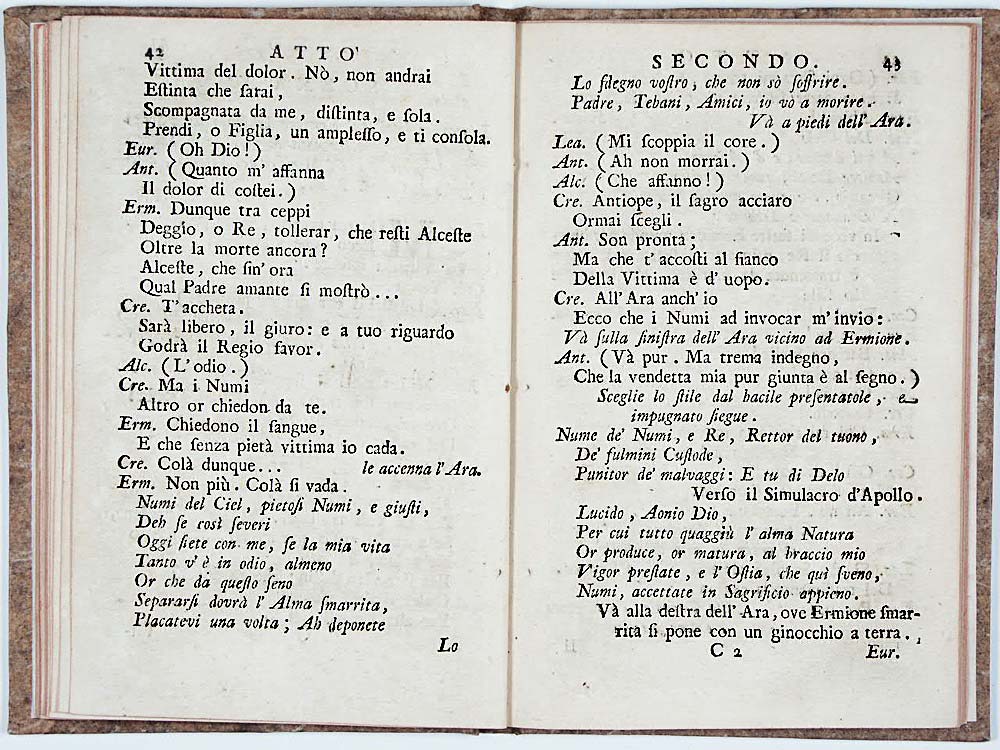 42 ATTO'
Vittima del dolor. Nò, non andrai
Eſtinta che ſarai,
Scompagnata da me, diſtinta, e ſola.
Prendi, o Figlia, un ampleſſo, e ti conſola.
Eur. (Oh Dio!)
Ant. (Quanto m' affanna
Il dolor di coſtei.)
Erm. Dunque tra ceppi
Deggio, o Re, tollerar, che reſti Alceſte
Oltre la morte ancora?
Alceſte, che ſin' ora
Qual Padre amante ſi moſtrò...
Cre. T' accheta.
Sarà libero, il giuro: e a tuo riguardo
Godrà il Regio favor.
Alc. (L' odio.)
Cre. Ma i Numi
Altro or chiedon da te.
Erm. Chiedono il ſangue,
E che ſenza pietà vittima io cada.
Cre. Colà dunque... le accenna l'Ara.
Erm. Non più. Colà ſi vada.
Numi del Ciel, pietoſi Numi, e giuſti,
Deh ſe così ſeveri
Oggi ſiete con me, ſe la mia vita
Tanto v' è in odio, almeno
Or che da queſto ſeno
Separarſi dovrà l' Alma ſmarrita,
Placatevi una volta; Ah deponete
Lo
SECONDO. 43
Lo ſdegno voſtro, che non sò ſoffrire.
Padre, Tebani, Amici, io vò a morire.
Và a piedi dell' Ara.
Lea. (Mi ſcoppia il core.)
Ant. (Ah non morrai.)
Alc. (Che affanno!)
Cre. Antiope, il ſagro acciaro
Ormai ſcegli.
Ant. Son pronta;
Ma che t' accoſti al fianco
Della Vittima è d' uopo.
Cre. All' Ara anch' io
Ecco che i Numi ad invocar m' invio:
Và ſulla ſiniſtra dell' Ara vicino ad Ermione.
Ant. (Và pur. Ma trema indegno,
Che la vendetta mia pur giunta è al ſegno.)
Sceglie lo ſtile dal bacile preſentatole, e
impugnato ſiegue.
Nume de' Numi, e Re, Rettor del tuono,
De' fulmini Cuſtode,
Punitor de' malvaggi: E tu di Delo
Verſo il Simulacro d'Apollo.
Lucido, Aonio Dio,
Per cui tutto quaggiù l' alma Natura
Or produce, or matura, al braccio mio
Vigor preſtate, e l' Oſtia, che quì ſveno,
Numi, accettate in Sagrificio appieno.
Và alla deſtra dell' Ara, ove Ermione ſmar-
rita ſi pone con un ginocchio a terra.
C 2 Eur.